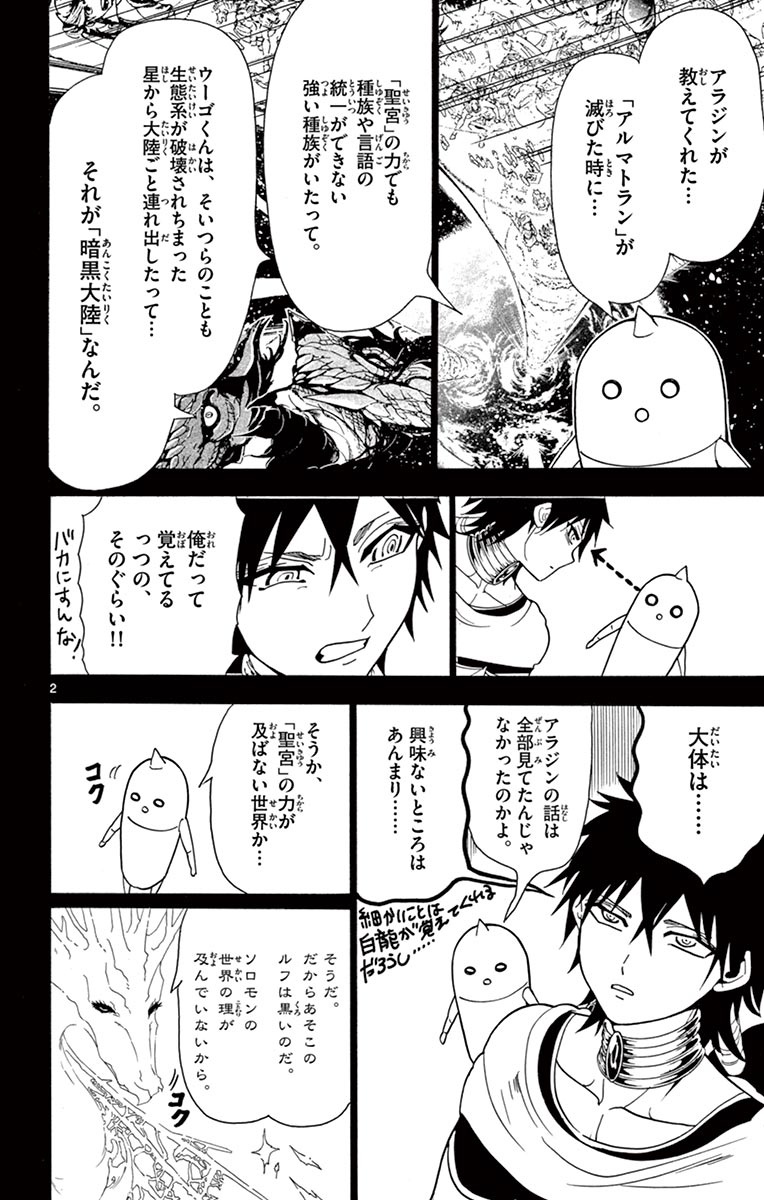 アラジンが
教えてくれた…
「アルマトラン」が
滅びた時に…
「聖宮」の力でも
種族や言語の
統一ができない
強い種族がいたって。
ウーゴくんは、そいつらのことも
生態系が破壊されちまった
星から大陸ごと連れ出したって…
それが「暗黒大陸」なんだ。
俺だって
覚えてる
っつの、
そのぐらい!!
バカにすんな!
2
大体は……
アラジンの話は
全部見てたんじゃ
なかったのかよ。
興味ないところは
あんまり……
細かいことは
白龍が覚えてくれる
だろうし……
そうか、
「聖宮」の力が
及ばない世界か…
コク
そうだ。
だからあそこの
ルフは黒いのだ。
ソロモンの
世界の理が
及んでいないから。
コク